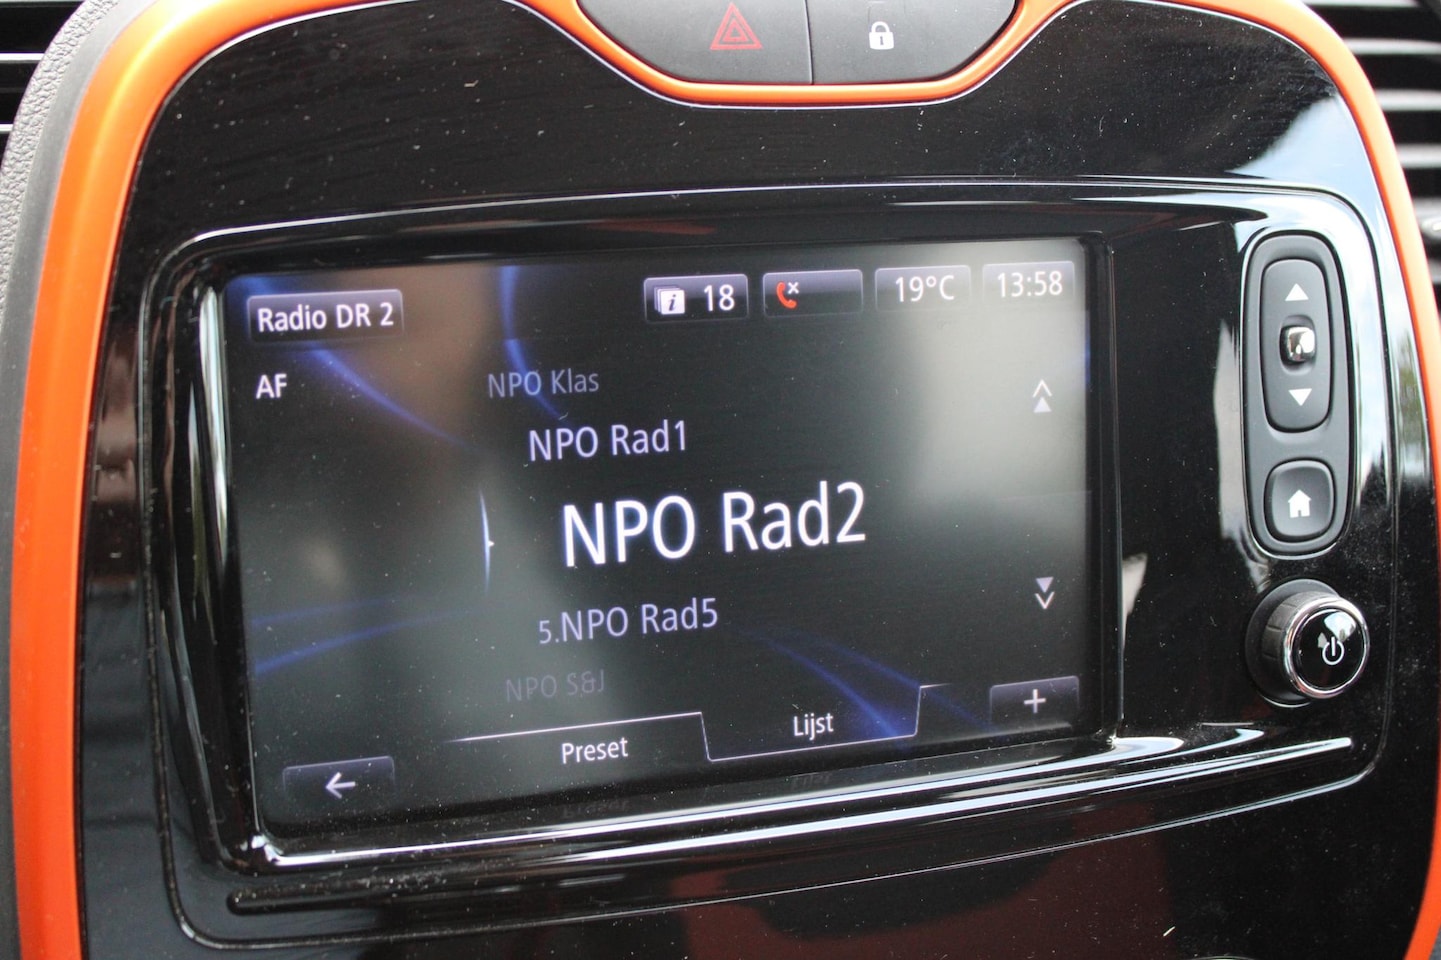 Radio DR 2
i 18
19°C
13:58
AF
NPO Klas
NPO Rad1
NPO Rad2
5.NPO Rad5
NPO S&J
Preset
Lijst
+